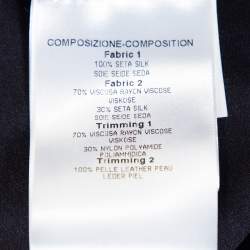 COMPOSIZIONE-COMPOSITION
Fabric 1
100% SETA SILK
SOIE SEIDE SEDA
Fabric 2
70% VISCOSA RAYON VISCOSE
VISKOSE
30% SETA SILK
SOIE SEIDE SEDA
Trimming 1
70% VISCOSA RAYON VISCOSE
VISKOSE
30% NYLON POLYAMIDE
POLIAMMIDICA
Trimming 2
100% PELLE LEATHER PEAU
LEDER PIEL